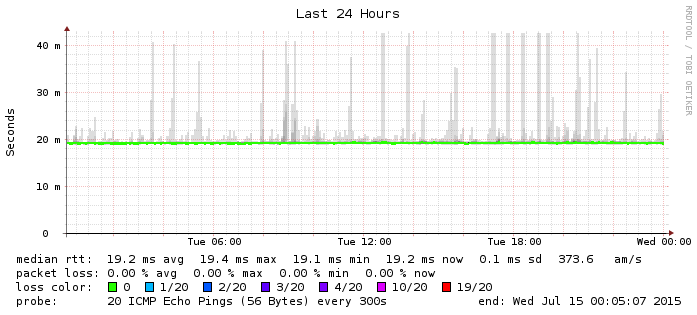 Last 24 Hours
RRDTOOL / TOBI OETIKER
Seconds
40 m
30 m
20 m
10 m
0
Tue 06:00 Tue 12:00 Tue 18:00 Wed 00:00
median rtt: 19.2 ms avg 19.4 ms max 19.1 ms min 19.2 ms now 0.1 ms sd 373.6 am/s
packet loss: 0.00 % avg 0.00 % max 0.00 % min 0.00 % now
loss color: 0 1/20 2/20 3/20 4/20 10/20 19/20
probe: 20 ICMP Echo Pings (56 Bytes) every 300s end: Wed Jul 15 00:05:07 2015